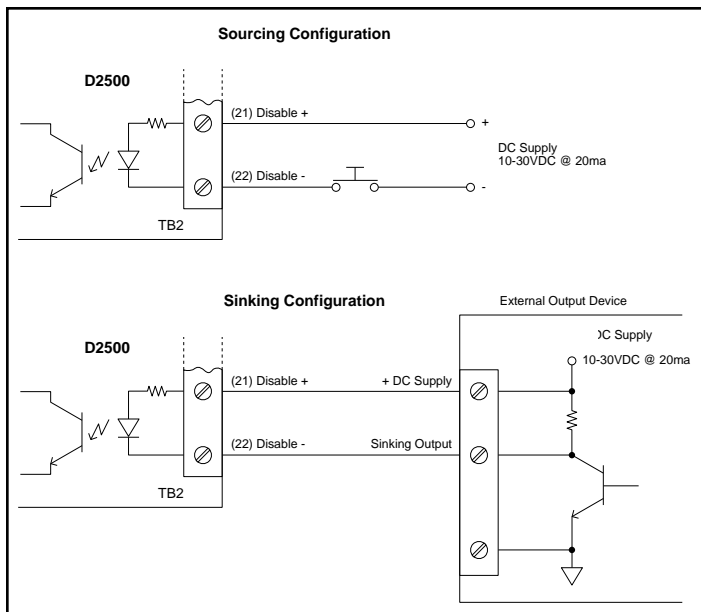 Sourcing Configuration
D2500
(21) Disable +
+
DC Supply
10-30VDC @ 20ma
(22) Disable -
-
TB2
Sinking Configuration
External Output Device
D2500
C Supply
10-30VDC @ 20ma
(21) Disable +
+ DC Supply
(22) Disable -
Sinking Output
TB2